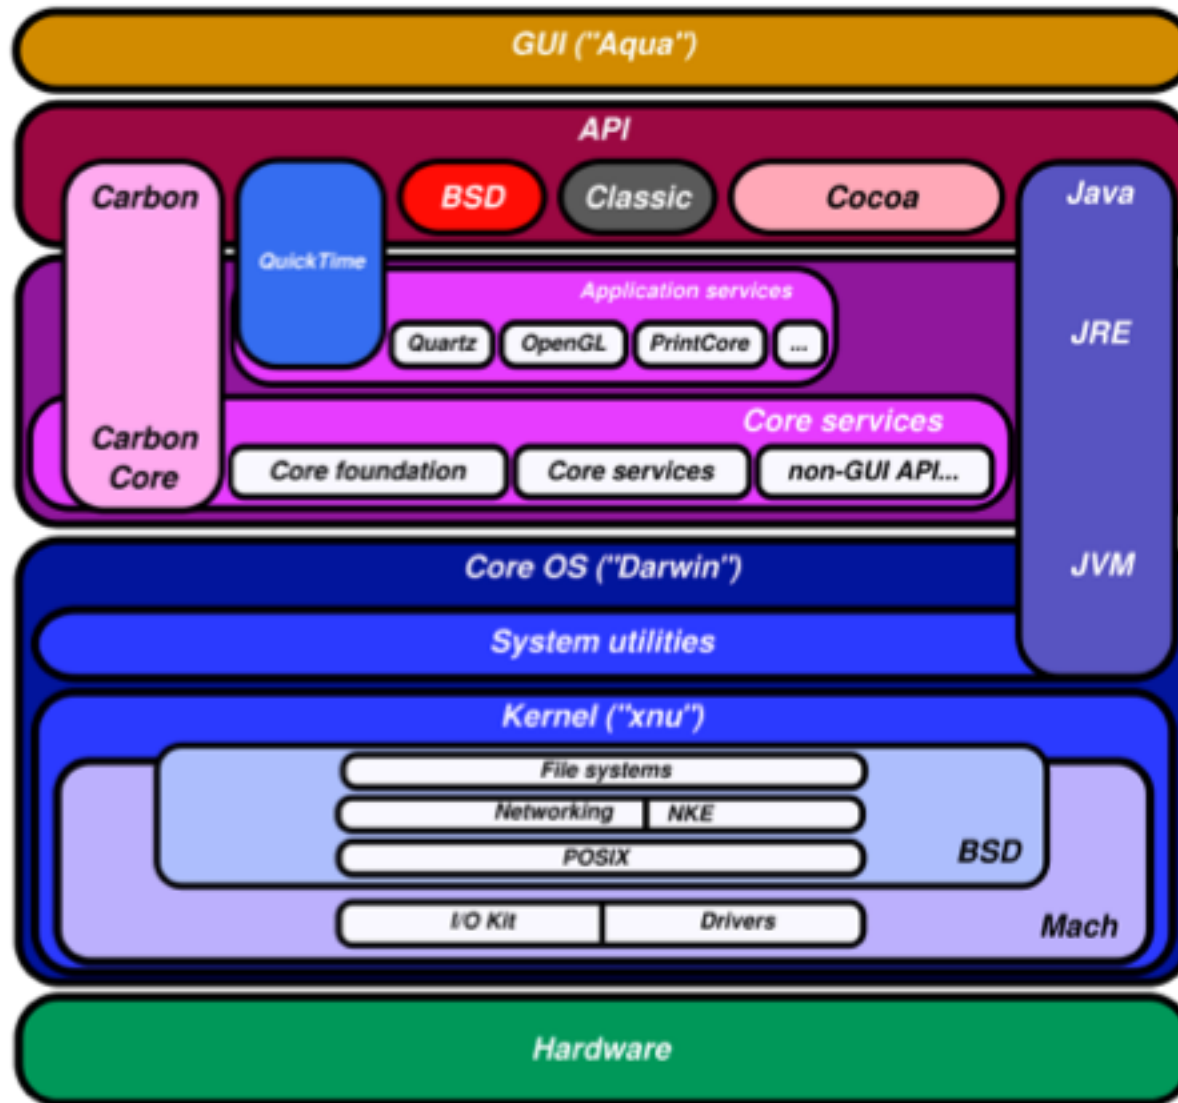 GUI ("Aqua")
API
Carbon
BSD
Classic
Cocoa
Java
QuickTime
Application services
Quartz
OpenGL
PrintCore
...
JRE
Core services
Carbon
Core
Core foundation
Core services
non-GUI API...
Core OS ("Darwin")
JVM
System utilities
Kernel ("xnu")
File systems
Networking
NKE
POSIX
BSD
I/O Kit
Drivers
Mach
Hardware